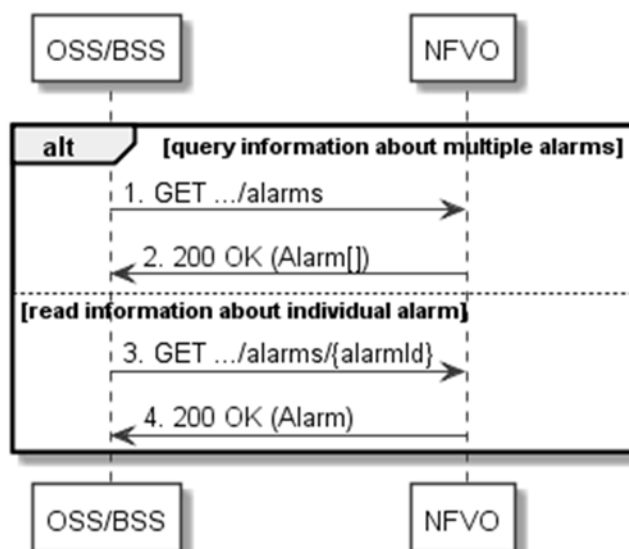 OSS/BSS NFVO
alt [query information about multiple alarms]
1. GET .../alarms
2. 200 OK (Alarm[])
[read information about individual alarm]
3. GET .../alarms/{alarmId}
4. 200 OK (Alarm)
OSS/BSS NFVO